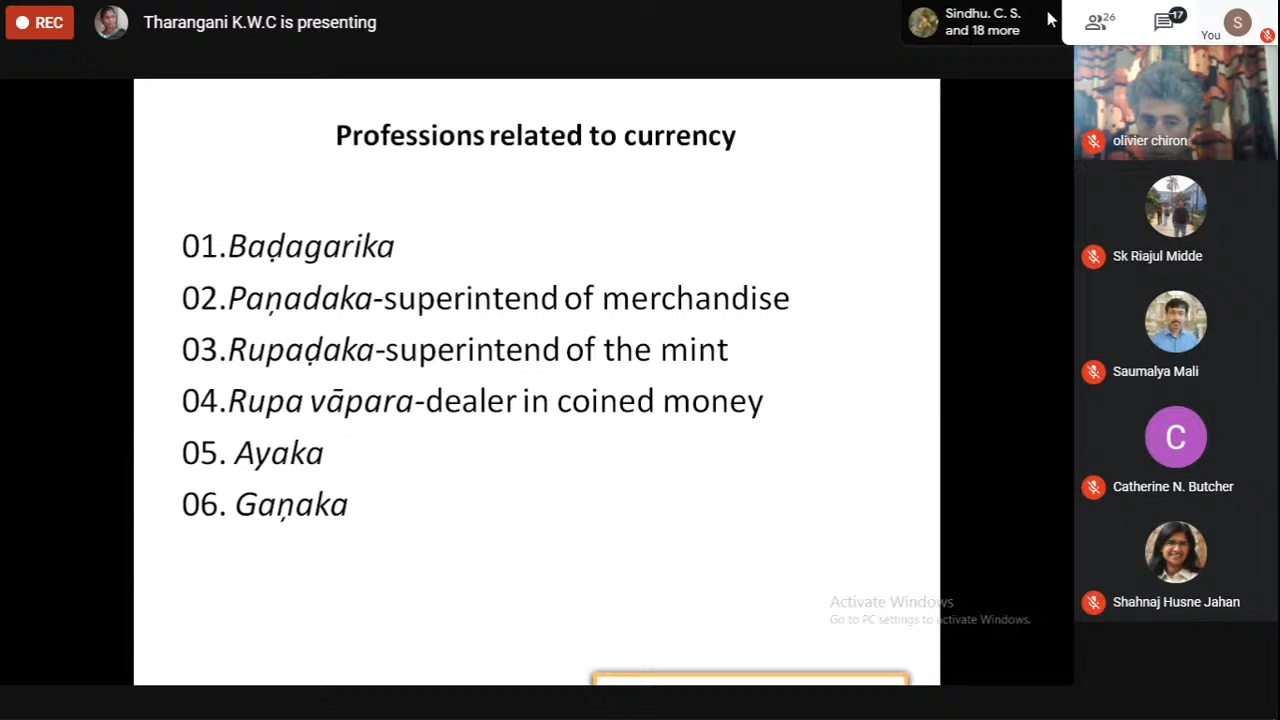 REC
Tharangani K.W.C is presenting
Sindhu. C. S.
and 18 more
26
17
You
S
Professions related to currency
01.Baḍagarika
02.Paṇadaka-superintend of merchandise
03.Rupaḍaka-superintend of the mint
04.Rupa vāpara-dealer in coined money
05. Ayaka
06. Gaṇaka
Activate Windows
Go to PC settings to activate Windows.
olivier chiron
Sk Riajul Midde
Saumalya Mali
C
Catherine N. Butcher
Shahnaj Husne Jahan